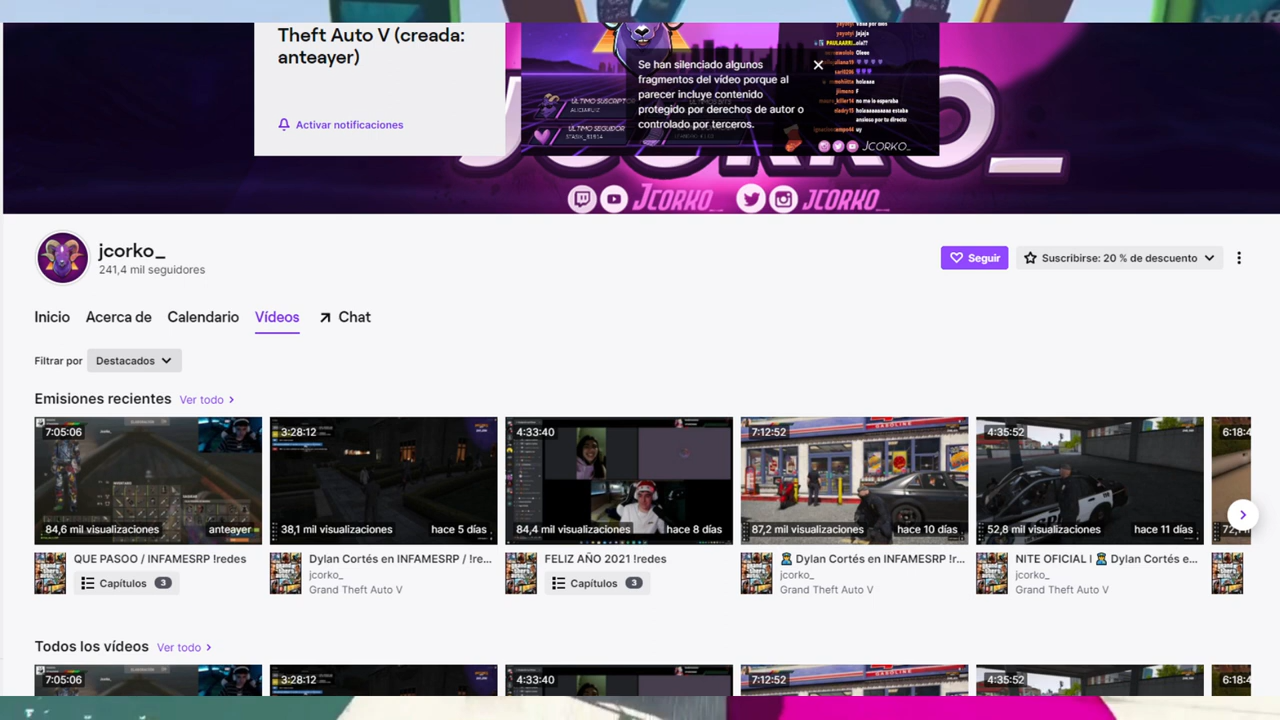 Theft Auto V (creada:
anteayer)
Activar notificaciones
Se han silenciado algunos
fragmentos del vídeo porque al
parecer incluye contenido
protegido por derechos de autor o
controlado por terceros.
JCORKO_
JCORKO_
JCORKO_
jcorko_
241,4 mil seguidores
Seguir
Suscribirse: 20 % de descuento
Inicio
Acerca de
Calendario
Vídeos
Chat
Filtrar por
Destacados
Emisiones recientes
Ver todo
7:05:06
3:28:12
4:33:40
7:12:52
4:35:52
6:18:4
84,6 mil visualizaciones
anteayer
38,1 mil visualizaciones
hace 5 días
84,4 mil visualizaciones
hace 8 días
87,2 mil visualizaciones
hace 10 días
52,8 mil visualizaciones
hace 11 días
QUE PASOO / INFAMESRP !redes
Capítulos 3
Dylan Cortés en INFAMESRP / !re...
jcorko_
Grand Theft Auto V
FELIZ AÑO 2021 !redes
Capítulos 3
Dylan Cortés en INFAMESRP !r...
jcorko_
Grand Theft Auto V
NITE OFICIAL | Dylan Cortés e...
jcorko_
Grand Theft Auto V
Todos los vídeos
Ver todo
7:05:06
3:28:12
4:33:40
7:12:52
4:35:52
6:18:4